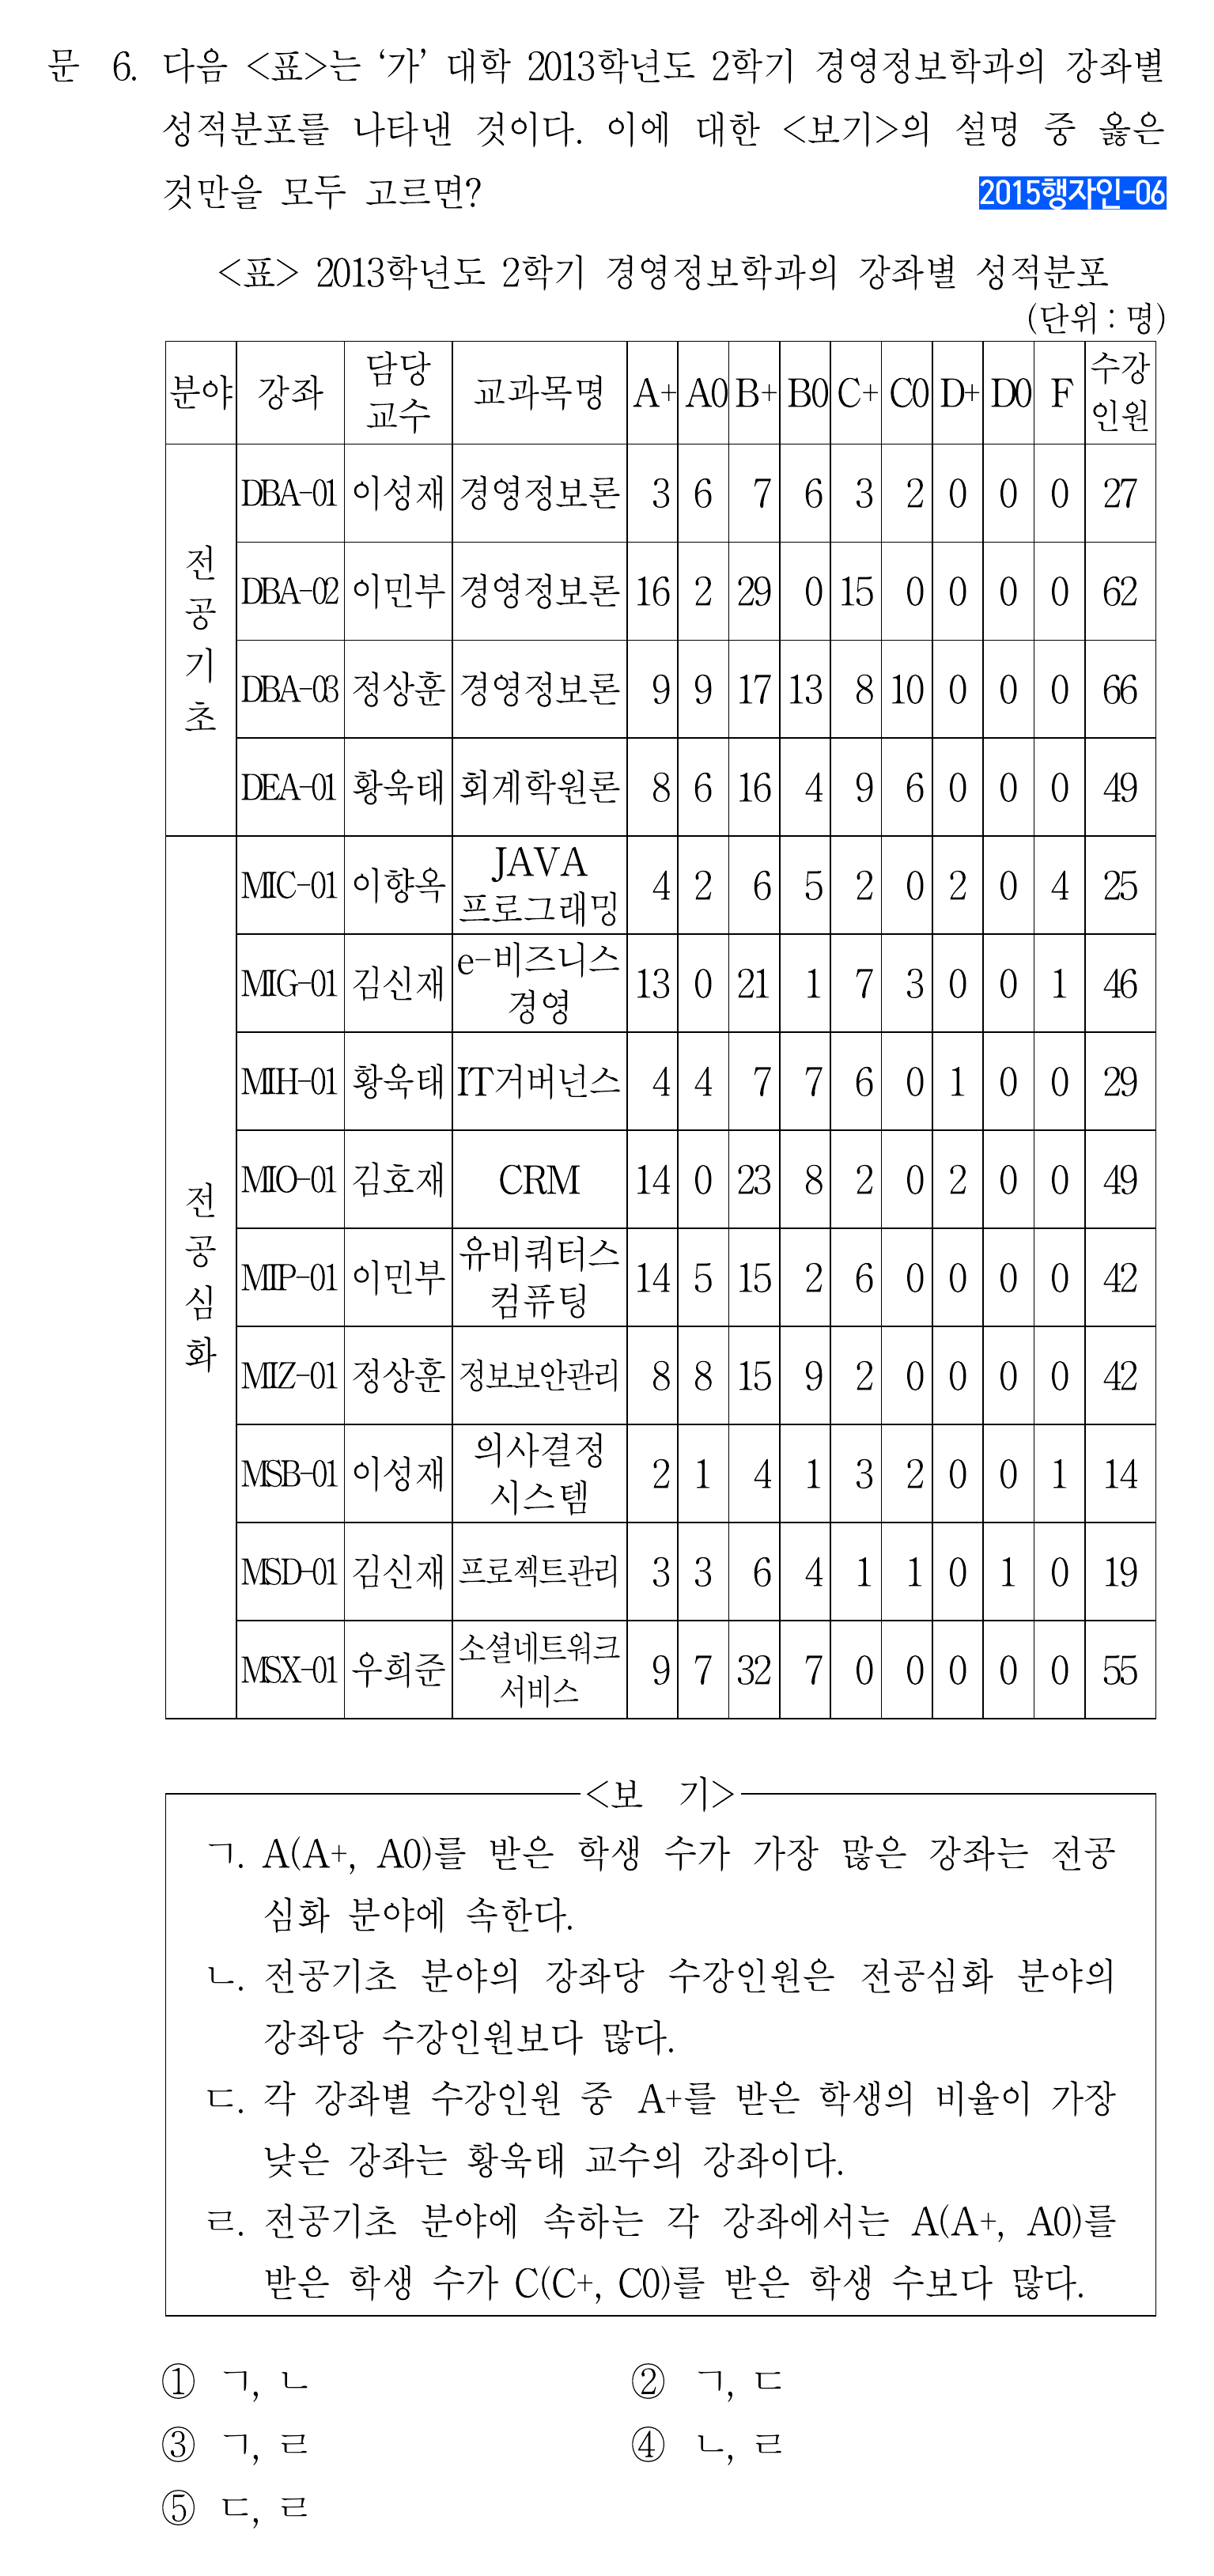 문 6. 다음 <표>는 ‘가’ 대학 2013학년도 2학기 경영정보학과의 강좌별
성적분포를 나타낸 것이다. 이에 대한 <보기>의 설명 중 옳은
것만을 모두 고르면? 2015행자인-06
<표> 2013학년도 2학기 경영정보학과의 강좌별 성적분포
(단위 : 명)
분야 강좌 담당 교수 교과목명 A+ A0 B+ B0 C+ C0 D+ D0 F 수강 인원
전공기초
DBA-01 이성재 경영정보론 3 6 7 6 3 2 0 0 0 27
DBA-02 이민부 경영정보론 16 2 29 0 15 0 0 0 0 62
DBA-03 정상훈 경영정보론 9 9 17 13 8 10 0 0 0 66
DEA-01 황욱태 회계학원론 8 6 16 4 9 6 0 0 0 49
전공심화
MIC-01 이향옥 JAVA 프로그래밍 4 2 6 5 2 0 2 0 4 25
MIG-01 김신재 e-비즈니스 경영 13 0 21 1 7 3 0 0 1 46
MIH-01 황욱태 IT거버넌스 4 4 7 7 6 0 1 0 0 29
MIO-01 김호재 CRM 14 0 23 8 2 0 2 0 0 49
MIP-01 이민부 유비쿼터스 컴퓨팅 14 5 15 2 6 0 0 0 0 42
MIZ-01 정상훈 정보보안관리 8 8 15 9 2 0 0 0 0 42
MSB-01 이성재 의사결정 시스템 2 1 4 1 3 2 0 0 1 14
MSD-01 김신재 프로젝트관리 3 3 6 4 1 1 0 1 0 19
MSX-01 우희준 소셜네트워크 서비스 9 7 32 7 0 0 0 0 0 55
<보 기>
ㄱ. A(A+, A0)를 받은 학생 수가 가장 많은 강좌는 전공
심화 분야에 속한다.
ㄴ. 전공기초 분야의 강좌당 수강인원은 전공심화 분야의
강좌당 수강인원보다 많다.
ㄷ. 각 강좌별 수강인원 중 A+를 받은 학생의 비율이 가장
낮은 강좌는 황욱태 교수의 강좌이다.
ㄹ. 전공기초 분야에 속하는 각 강좌에서는 A(A+, A0)를
받은 학생 수가 C(C+, C0)를 받은 학생 수보다 많다.
① ㄱ, ㄴ ② ㄱ, ㄷ
③ ㄱ, ㄹ ④ ㄴ, ㄹ
⑤ ㄷ, ㄹ